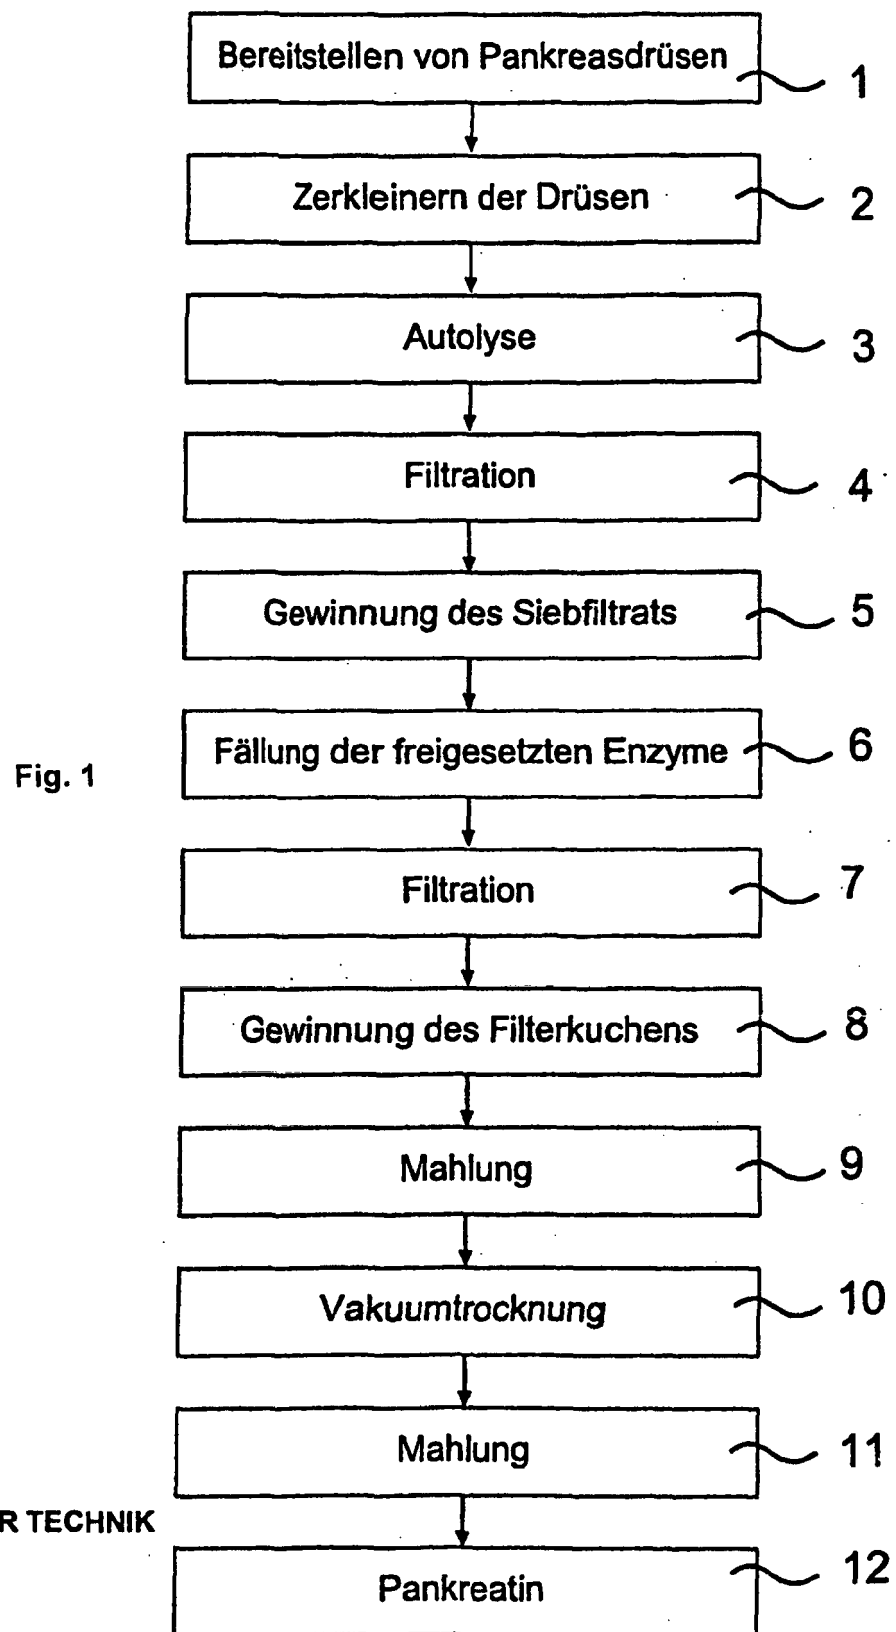 Bereitstellen von Pankreasdrüsen
1
Zerkleinern der Drüsen
2
Autolyse
3
Filtration
4
Gewinnung des Siebfiltrats
5
Fällung der freigesetzten Enzyme
6
Fig. 1
Filtration
7
Gewinnung des Filterkuchens
8
Mahlung
9
Vakuumtrocknung
10
Mahlung
11
R TECHNIK
Pankreatin
12